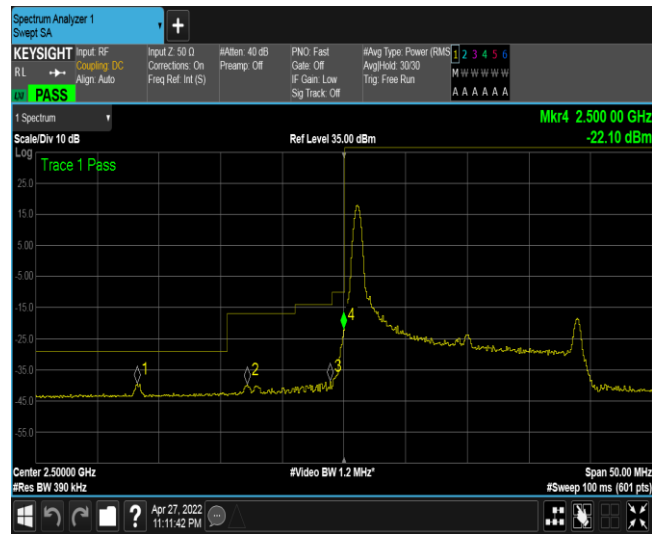 Spectrum Analyzer 1
Swept SA
+
KEYSIGHT
RL
PASS
Input: RF
Coupling: DC
Align: Auto
Input Z: 50 Ω
Corrections: On
Freq Ref: Int (S)
#Atten: 40 dB
Preamp: Off
PNO: Fast
Gate: Off
IF Gain: Low
Sig Track: Off
#Avg Type: Power (RMS
Avg|Hold: 30/30
Trig: Free Run
1 2 3 4 5 6
M W W W W W
A A A A A A
1 Spectrum
Scale/Div 10 dB
Ref Level 35.00 dBm
Mkr4 2.500 00 GHz
-22.10 dBm
Log
Trace 1 Pass
25.0
15.0
5.00
-5.00
-15.0
-25.0
-35.0
-45.0
-55.0
1
2
3
4
Center 2.50000 GHz
#Res BW 390 kHz
#Video BW 1.2 MHz*
Span 50.00 MHz
#Sweep 100 ms (601 pts)
?
Apr 27, 2022
11:11:42 PM